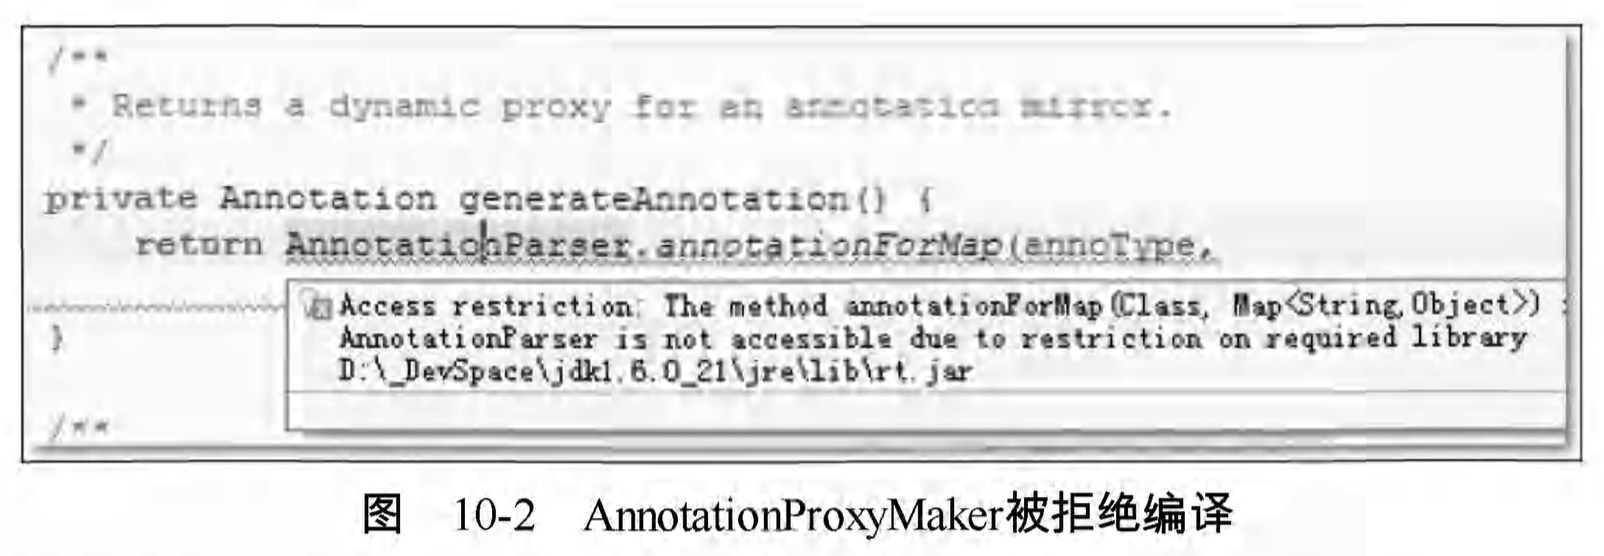 /**
* Returns a dynamic proxy for an annotation mirror.
*/
private Annotation generateAnnotation() {
return AnnotationParser.annotationForMap(annoType,
Access restriction: The method annotationForMap(Class, Map<String,Object>)
AnnotationParser is not accessible due to restriction on required library
D:\_DevSpace\jdk1.6.0_21\jre\lib\rt.jar
}
/**
图 10-2 AnnotationProxyMaker被拒绝编译